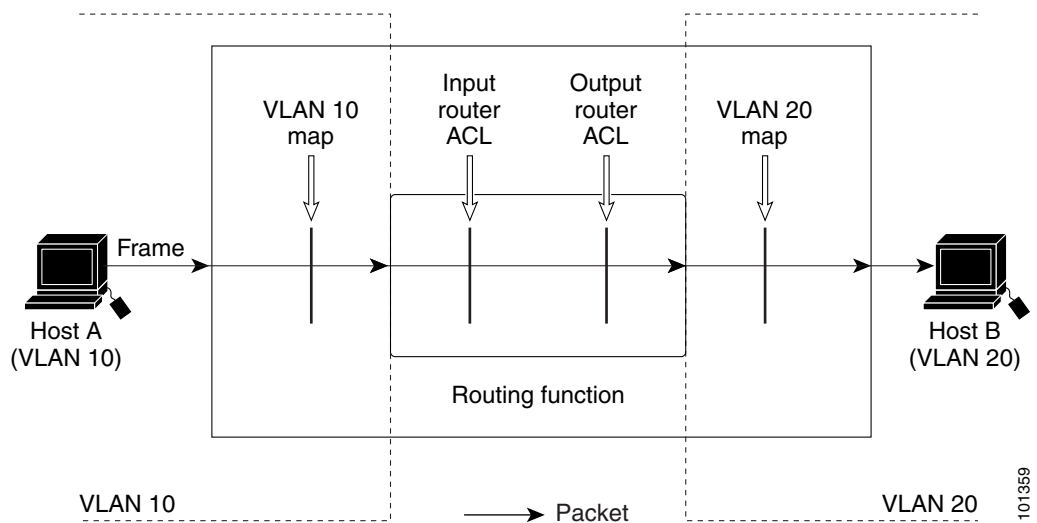 VLAN 10
map
Input
router
ACL
Output
router
ACL
VLAN 20
map
Frame
Host A
(VLAN 10)
Host B
(VLAN 20)
Routing function
VLAN 10
Packet
VLAN 20
101359